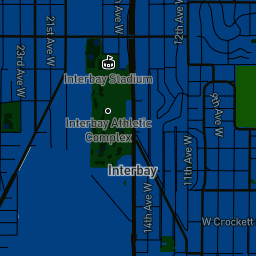 21st Ave W
Ave W
12th Ave W
23rd Ave W
Interbay Stadium
9th Ave W
Interbay Athletic
Complex
Interbay
11th Ave W
14th Ave W
W Crockett